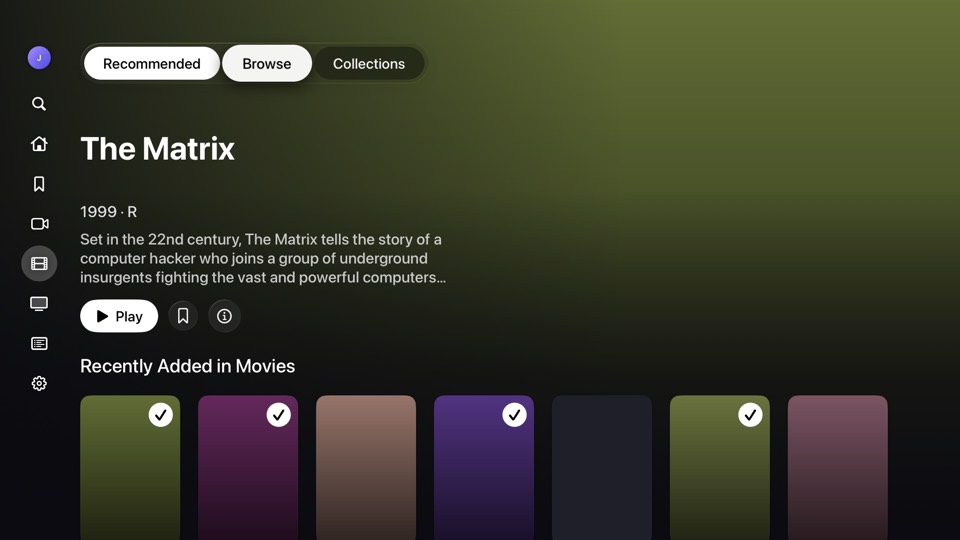 J
Recommended
Browse
Collections
The Matrix
1999 · R
Set in the 22nd century, The Matrix tells the story of a
computer hacker who joins a group of underground
insurgents fighting the vast and powerful computers...
Play
Recently Added in Movies